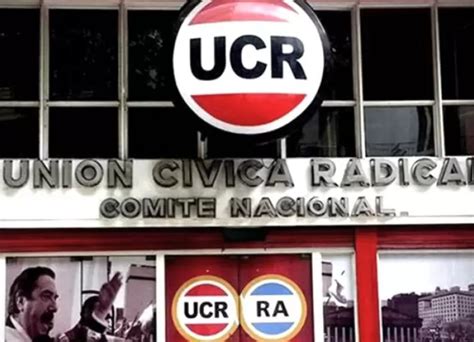 UCR
UNION CIVICA RADICAL
COMITE NACIONAL
UCR RA